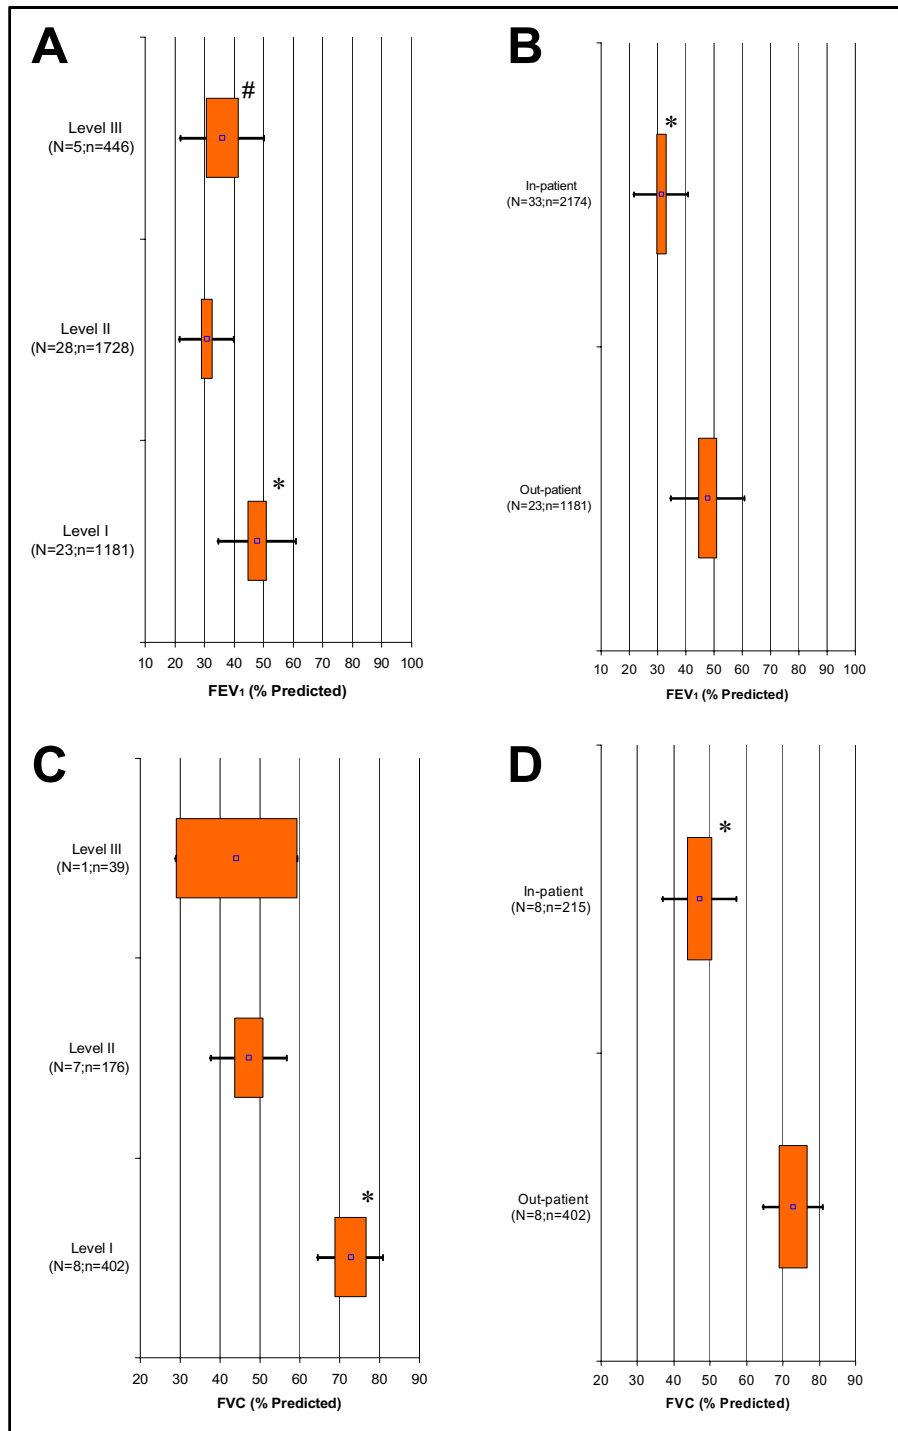 A
#
Level III
(N=5;n=446)
Level II
(N=28;n=1728)
*
Level I
(N=23;n=1181)
10 20 30 40 50 60 70 80 90 100
FEV1 (% Predicted)
B
*
In-patient
(N=33;n=2174)
Out-patient
(N=23;n=1181)
10 20 30 40 50 60 70 80 90 100
FEV1 (% Predicted)
C
Level III
(N=1;n=39)
Level II
(N=7;n=176)
*
Level I
(N=8;n=402)
20 30 40 50 60 70 80 90
FVC (% Predicted)
D
*
In-patient
(N=8;n=215)
Out-patient
(N=8;n=402)
20 30 40 50 60 70 80 90
FVC (% Predicted)